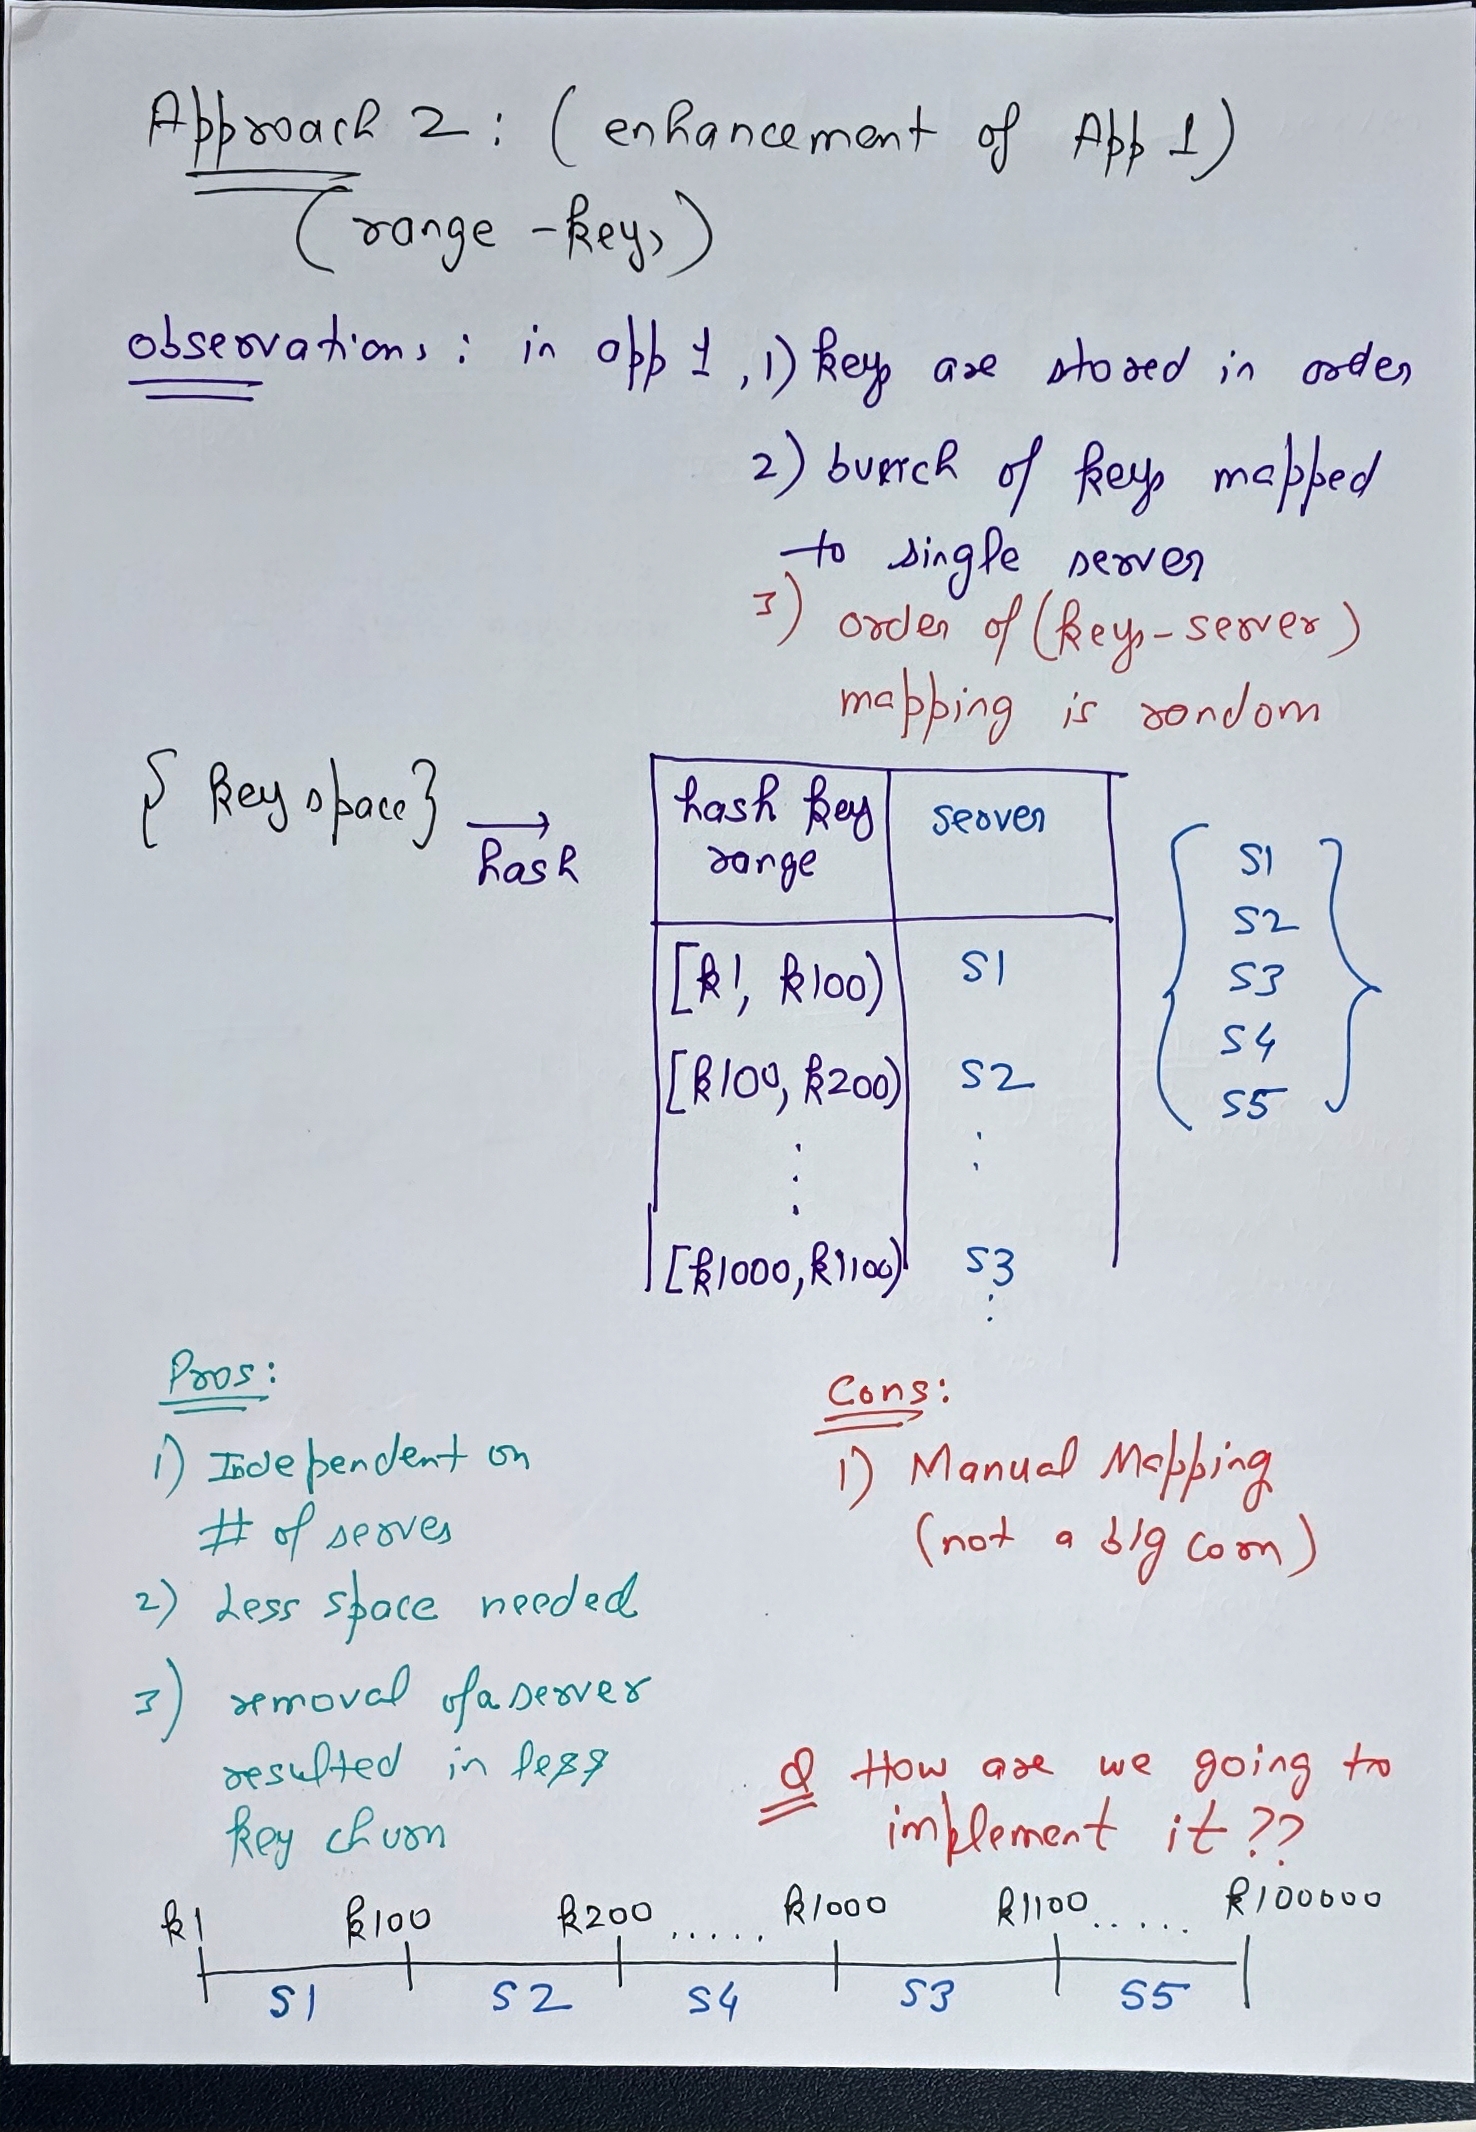 Approach 2 : ( enhancement of App 1)
(range - keys)
observations : in app 1 , 1) keys are stored in order
2) bunch of keys mapped
to single server
3) order of (keys - server)
mapping is random
{ key space}
hash
hash key range | server
[k1, k100) | S1
[k100, k200) | S2
⋮ | ⋮
[k1000, k1100) | S3
⋮
{ S1
S2
S3
S4
S5 }
Pros:
1) Independent on
# of serves
2) Less space needed
3) removal of a server
resulted in less
key churn
Cons:
1) Manual Mapping
(not a big con)
Q How are we going to
implement it ??
k1 k100 k200 ..... k1000 k1100 ..... k100000
S1 S2 S4 S3 S5